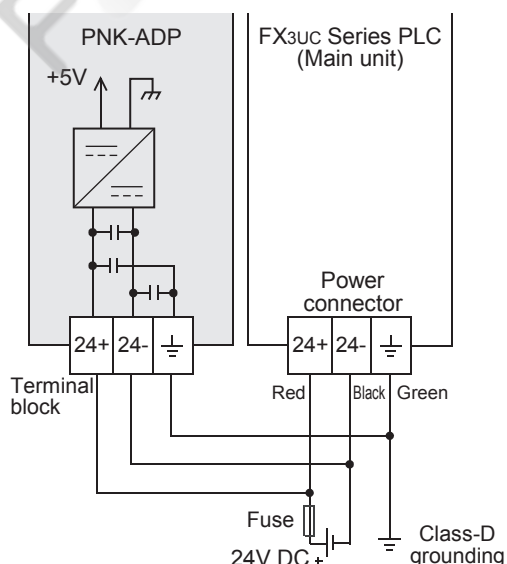 PNK-ADP
FX3UC Series PLC
(Main unit)
+5V
Power
connector
24+ 24-
24+ 24-
Terminal
block
Red
Black
Green
Fuse
24V DC
+
Class-D
grounding